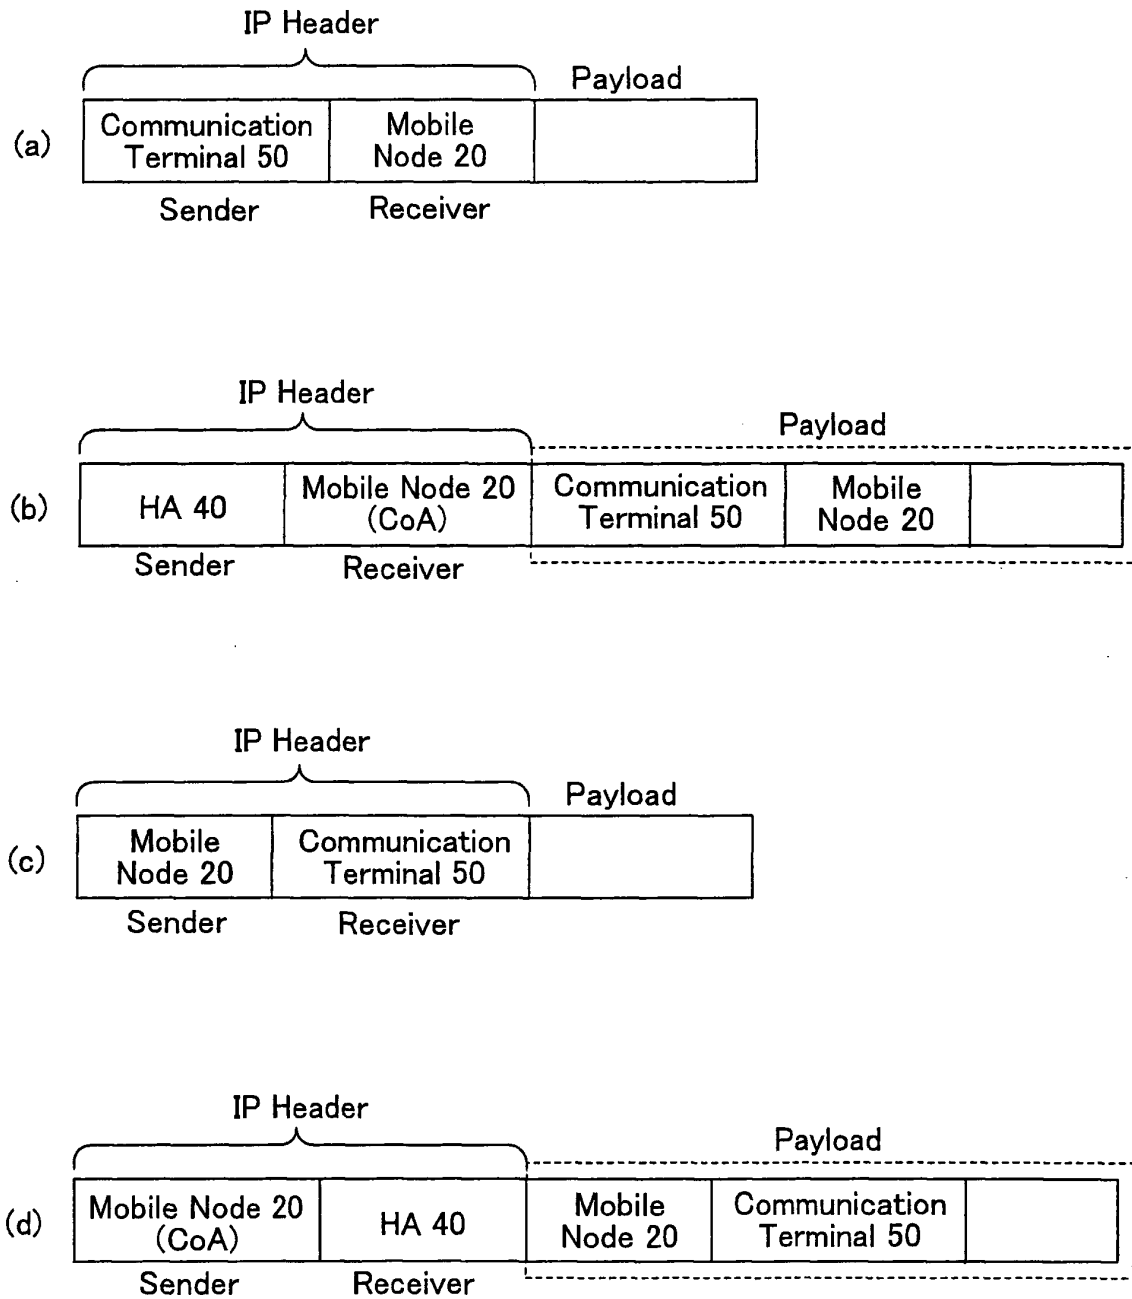 IP Header
Payload
(a)
Communication Terminal 50
Mobile Node 20
Sender
Receiver
IP Header
Payload
(b)
HA 40
Mobile Node 20 (CoA)
Communication Terminal 50
Mobile Node 20
Sender
Receiver
IP Header
Payload
(c)
Mobile Node 20
Communication Terminal 50
Sender
Receiver
IP Header
Payload
(d)
Mobile Node 20 (CoA)
HA 40
Mobile Node 20
Communication Terminal 50
Sender
Receiver